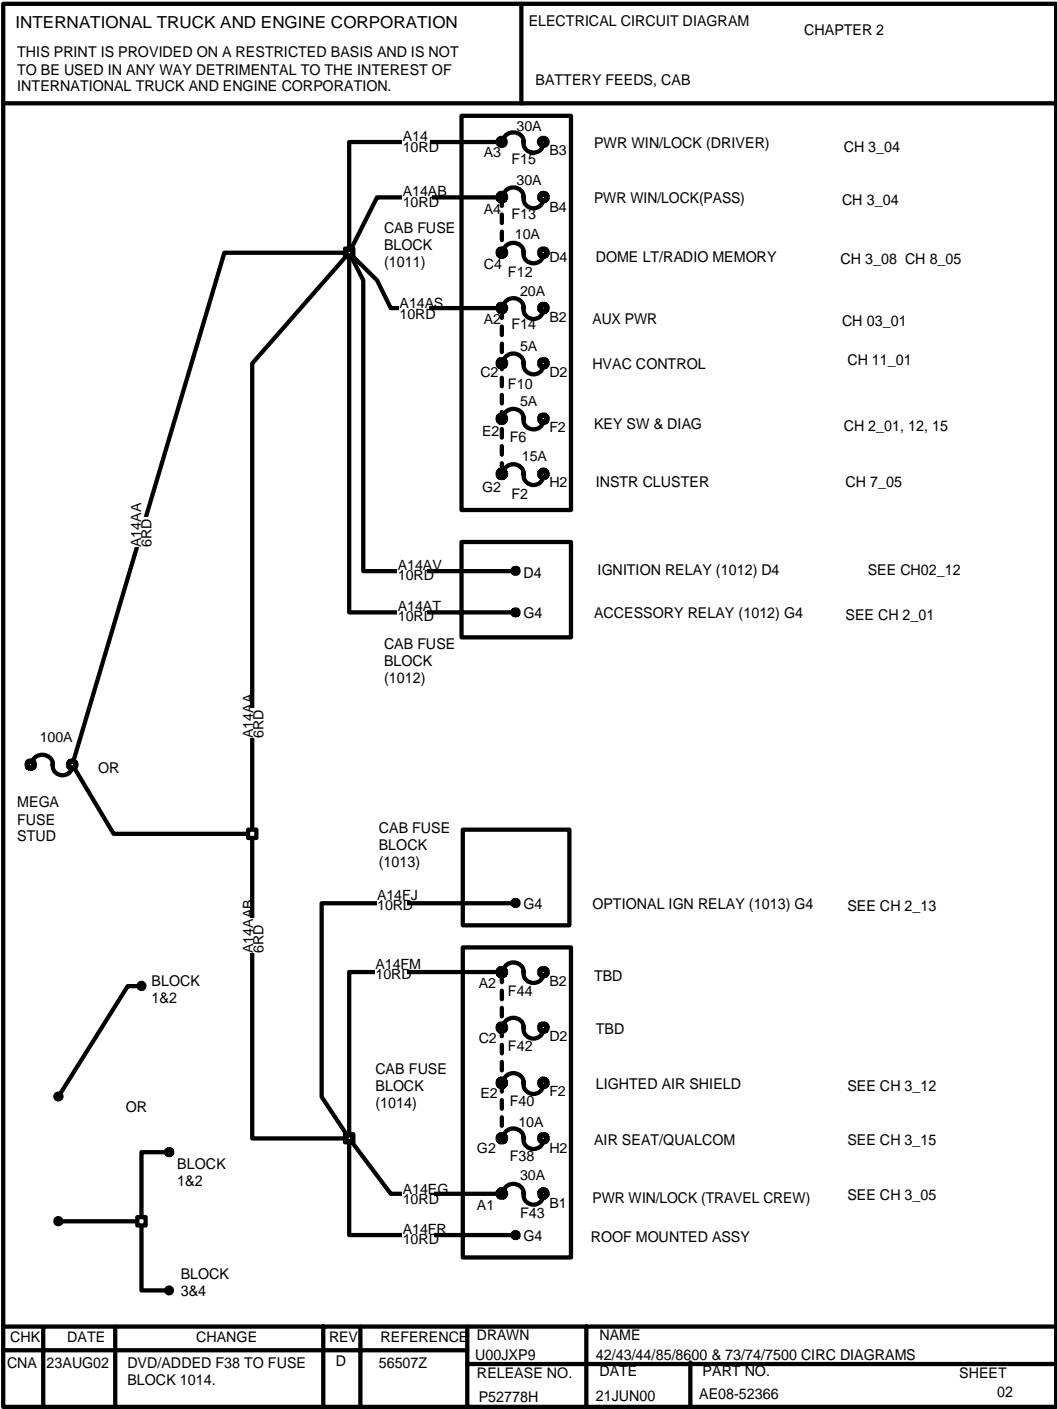 INTERNATIONAL TRUCK AND ENGINE CORPORATION
THIS PRINT IS PROVIDED ON A RESTRICTED BASIS AND IS NOT
TO BE USED IN ANY WAY DETRIMENTAL TO THE INTEREST OF
INTERNATIONAL TRUCK AND ENGINE CORPORATION.
ELECTRICAL CIRCUIT DIAGRAM
CHAPTER 2
BATTERY FEEDS, CAB
A14
10RD
A3
30A
F15
B3
PWR WIN/LOCK (DRIVER)
CH 3_04
A14AB
10RD
A4
30A
F13
B4
PWR WIN/LOCK(PASS)
CH 3_04
CAB FUSE
BLOCK
(1011)
C4
10A
F12
D4
DOME LT/RADIO MEMORY
CH 3_08 CH 8_05
A14AS
10RD
A2
20A
F14
B2
AUX PWR
CH 03_01
C2
5A
F10
D2
HVAC CONTROL
CH 11_01
E2
5A
F6
F2
KEY SW & DIAG
CH 2_01, 12, 15
G2
15A
F2
H2
INSTR CLUSTER
CH 7_05
A14AA
6RD
A14AV
10RD
D4
IGNITION RELAY (1012) D4
SEE CH02_12
A14AT
10RD
G4
ACCESSORY RELAY (1012) G4
SEE CH 2_01
CAB FUSE
BLOCK
(1012)
A14AA
6RD
100A
OR
MEGA
FUSE
STUD
CAB FUSE
BLOCK
(1013)
A14FJ
10RD
G4
OPTIONAL IGN RELAY (1013) G4
SEE CH 2_13
A14AAB
6RD
A14FM
10RD
A2
F44
B2
TBD
C2
F42
D2
TBD
CAB FUSE
BLOCK
(1014)
E2
F40
F2
LIGHTED AIR SHIELD
SEE CH 3_12
G2
10A
F38
H2
AIR SEAT/QUALCOM
SEE CH 3_15
A14FG
10RD
A1
30A
F43
B1
PWR WIN/LOCK (TRAVEL CREW)
SEE CH 3_05
A14FR
10RD
G4
ROOF MOUNTED ASSY
BLOCK
1&2
OR
BLOCK
1&2
BLOCK
3&4
CHK DATE CHANGE REV REFERENCE
CNA 23AUG02 DVD/ADDED F38 TO FUSE
BLOCK 1014.
D 56507Z
DRAWN
U00JXP9
NAME
42/43/44/85/8600 & 73/74/7500 CIRC DIAGRAMS
RELEASE NO.
P52778H
DATE
21JUN00
PART NO.
AE08-52366
SHEET
02